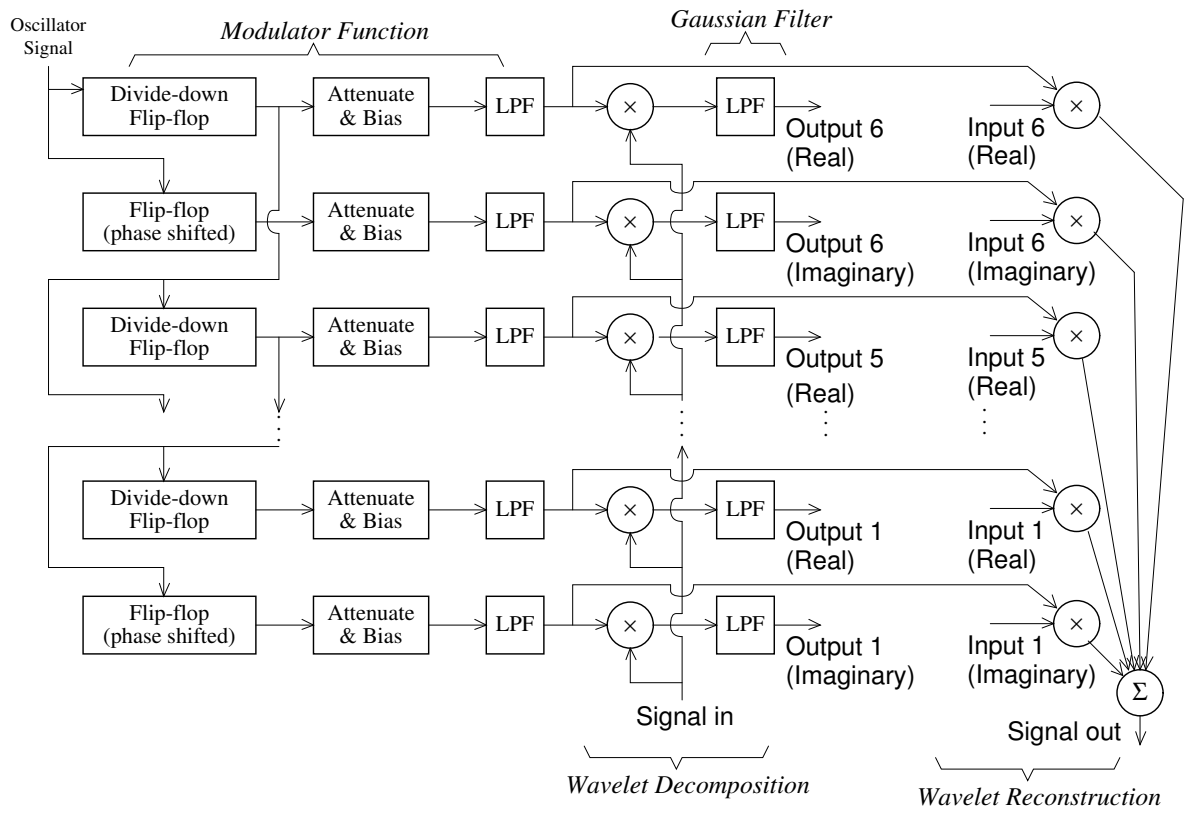 Oscillator
Signal
Modulator Function
Gaussian Filter
Divide-down
Flip-flop
Attenuate
& Bias
LPF
×
LPF
Output 6
(Real)
Input 6
(Real)
×
Flip-flop
(phase shifted)
Attenuate
& Bias
LPF
×
LPF
Output 6
(Imaginary)
Input 6
(Imaginary)
×
Divide-down
Flip-flop
Attenuate
& Bias
LPF
×
LPF
Output 5
(Real)
Input 5
(Real)
×
Divide-down
Flip-flop
Attenuate
& Bias
LPF
×
LPF
Output 1
(Real)
Input 1
(Real)
×
Flip-flop
(phase shifted)
Attenuate
& Bias
LPF
×
LPF
Output 1
(Imaginary)
Input 1
(Imaginary)
×
Σ
Signal in
Signal out
Wavelet Decomposition
Wavelet Reconstruction